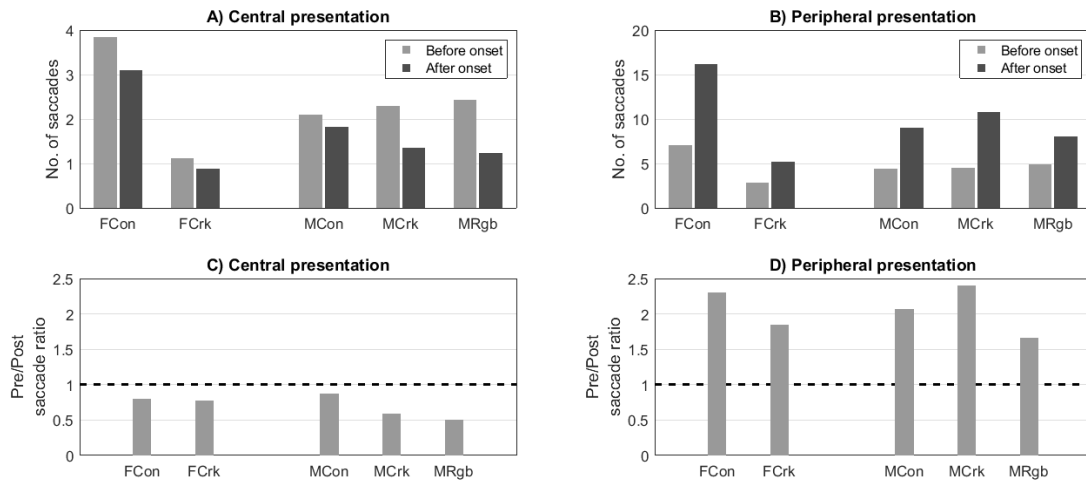 A) Central presentation
No. of saccades
4
3
2
1
0
Before onset
After onset
FCon FCrk MCon MCrk MRgb
B) Peripheral presentation
No. of saccades
20
15
10
5
0
Before onset
After onset
FCon FCrk MCon MCrk MRgb
C) Central presentation
Pre/Post
saccade ratio
2.5
2
1.5
1
0.5
0
FCon FCrk MCon MCrk MRgb
D) Peripheral presentation
Pre/Post
saccade ratio
2.5
2
1.5
1
0.5
0
FCon FCrk MCon MCrk MRgb